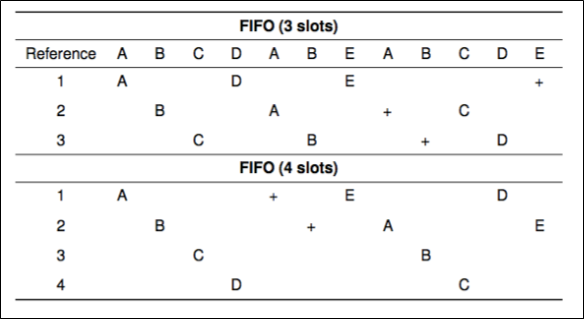 FIFO (3 slots)
Reference A B C D A B E A B C D E
1 A D E +
2 B A + C
3 C B + D
FIFO (4 slots)
1 A + E D
2 B + A E
3 C B
4 D C